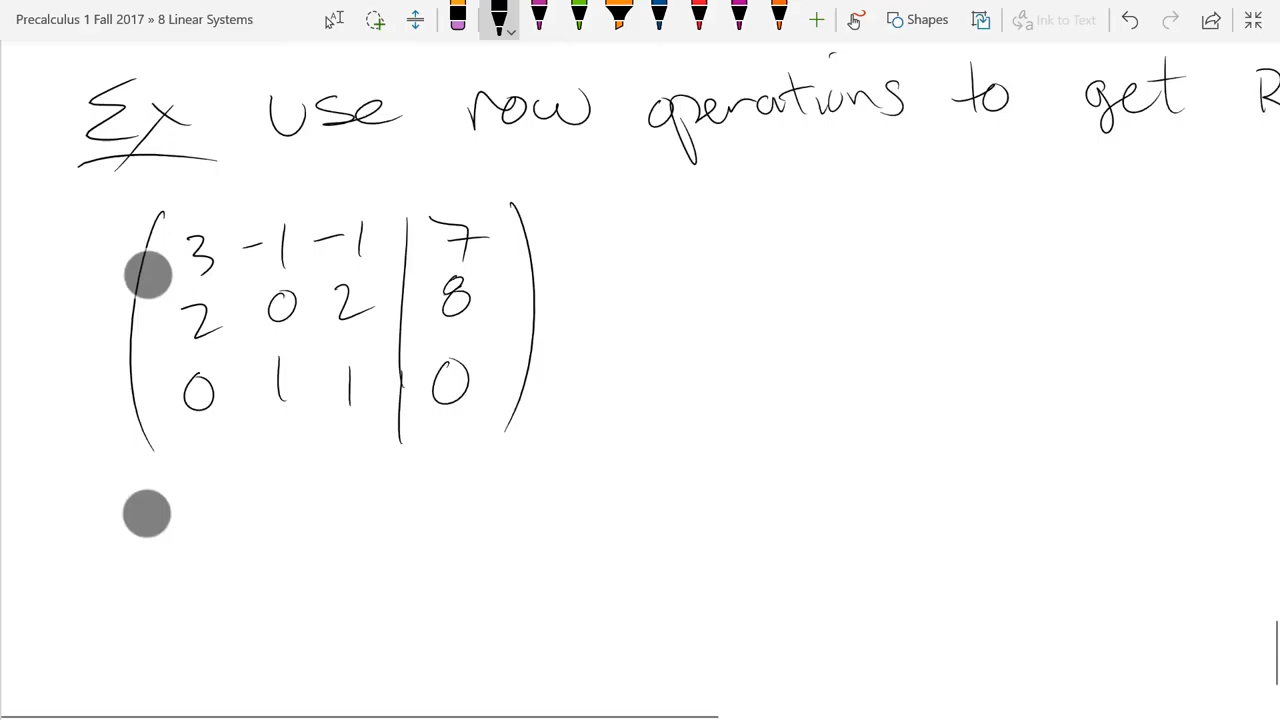 Precalculus 1 Fall 2017 » 8 Linear Systems
Shapes
Ink to Text
Ex use row operations to get R
3 -1 -1 | 7
2 0 2 | 8
0 1 1 | 0